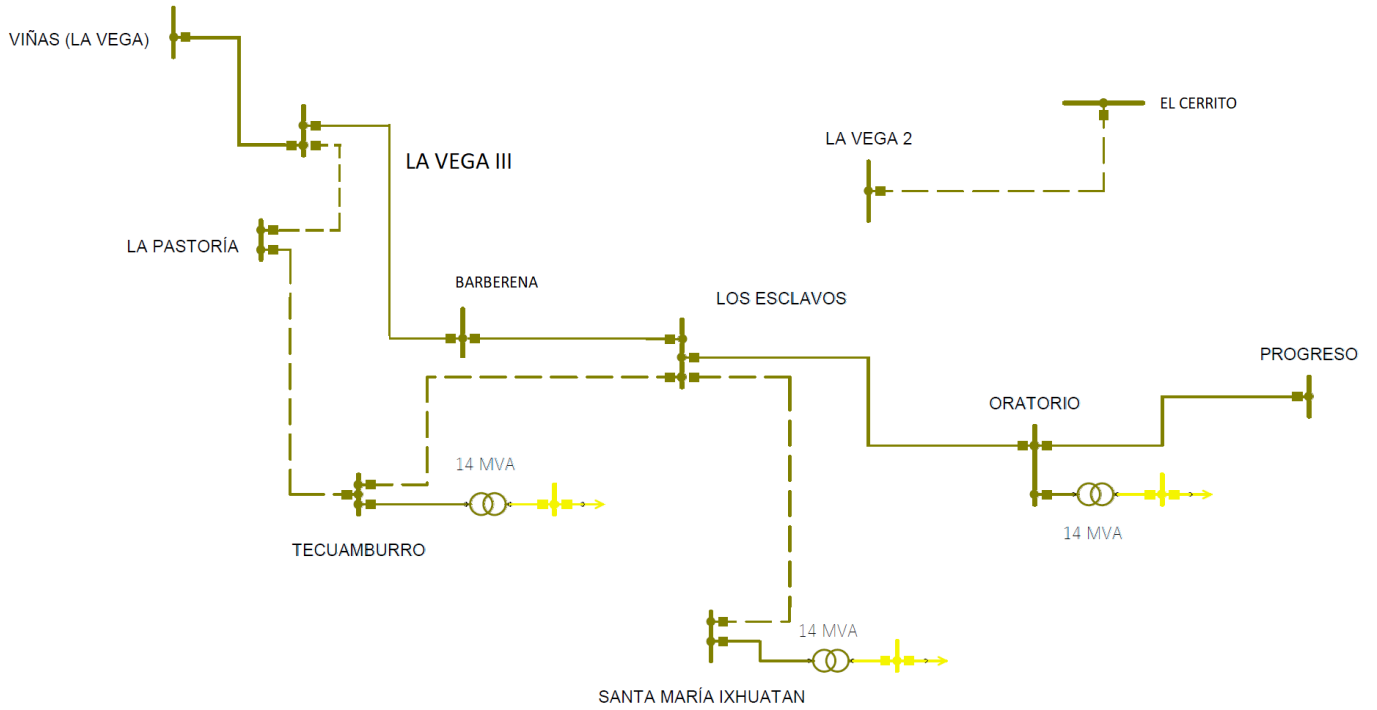 VIÑAS (LA VEGA)
EL CERRITO
LA VEGA 2
LA VEGA III
LA PASTORÍA
BARBERENA
LOS ESCLAVOS
PROGRESO
ORATORIO
14 MVA
14 MVA
TECUAMBURRO
14 MVA
SANTA MARÍA IXHUATAN